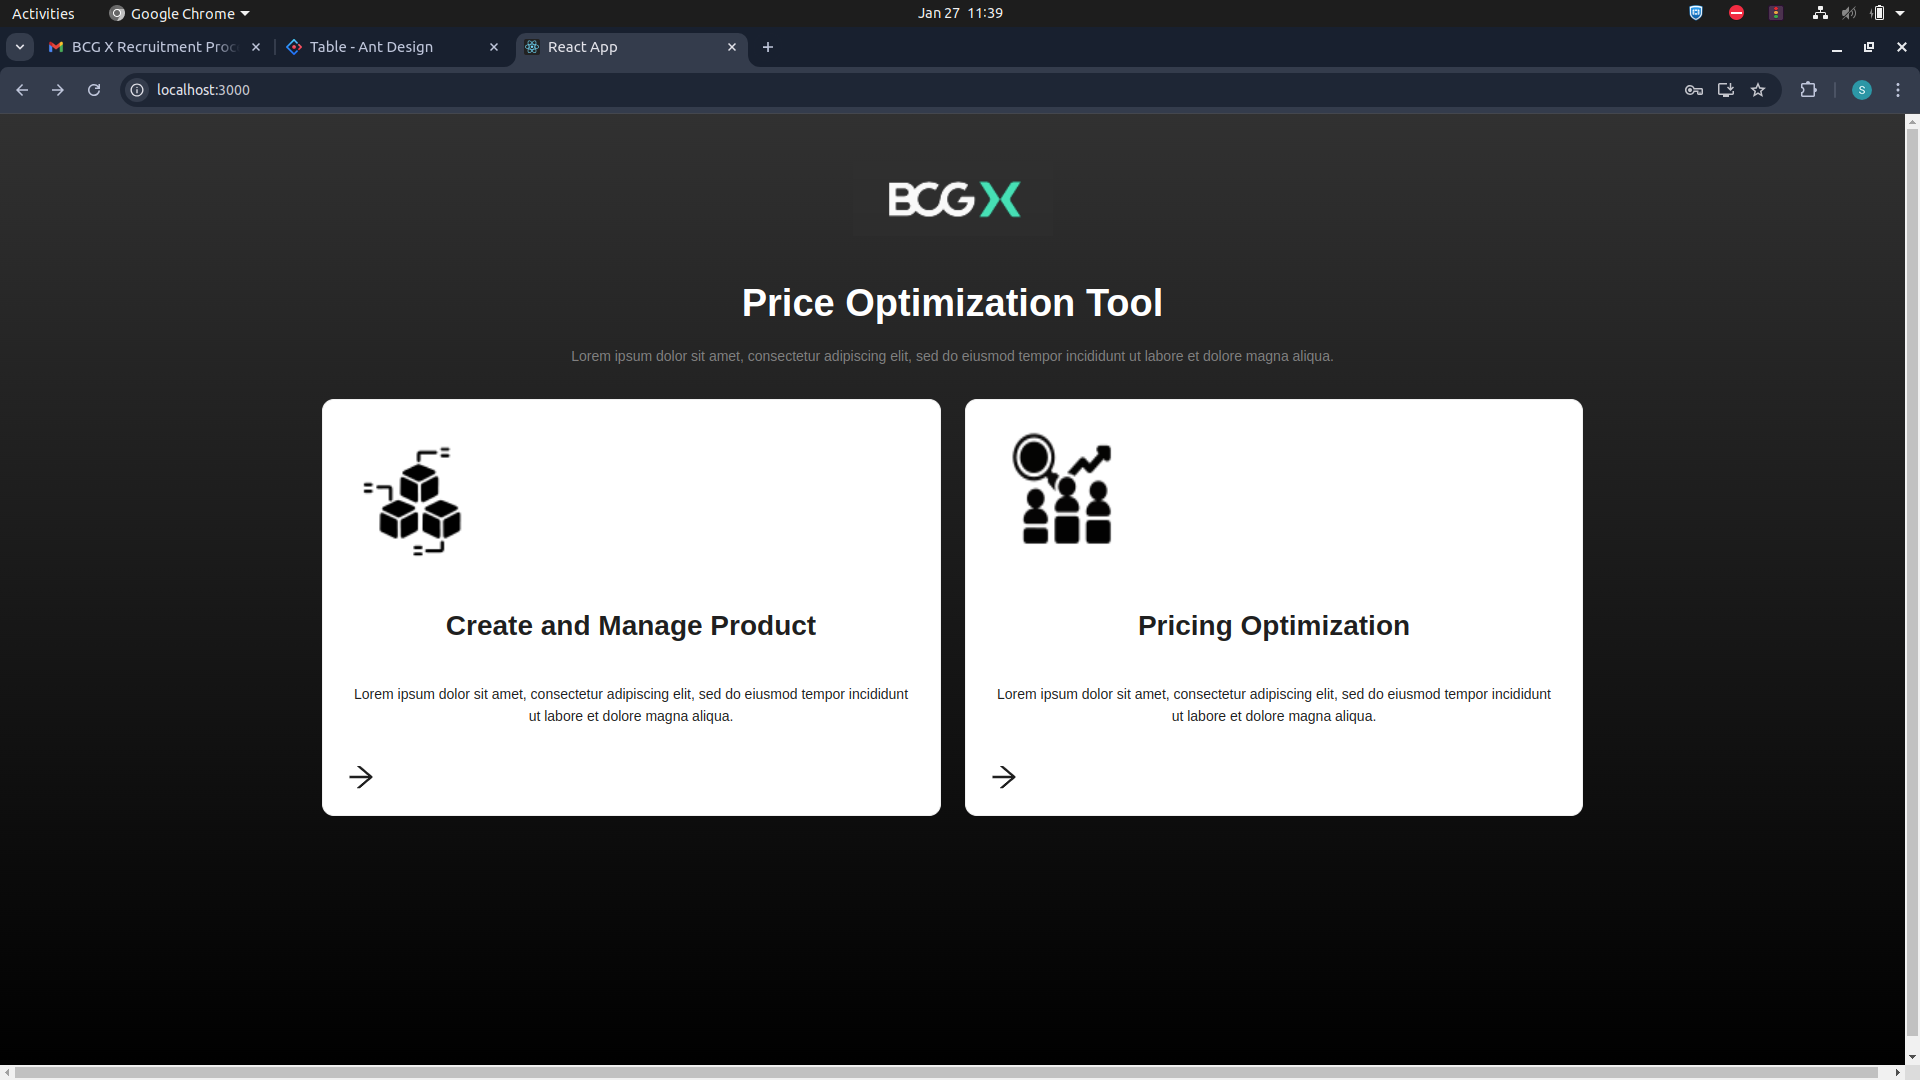 Activities
Google Chrome
Jan 27 11:39
BCG X Recruitment Proc
Table - Ant Design
React App
localhost:3000
S
BCG X
Price Optimization Tool
Lorem ipsum dolor sit amet, consectetur adipiscing elit, sed do eiusmod tempor incididunt ut labore et dolore magna aliqua.
Create and Manage Product
Lorem ipsum dolor sit amet, consectetur adipiscing elit, sed do eiusmod tempor incididunt
ut labore et dolore magna aliqua.
Pricing Optimization
Lorem ipsum dolor sit amet, consectetur adipiscing elit, sed do eiusmod tempor incididunt
ut labore et dolore magna aliqua.